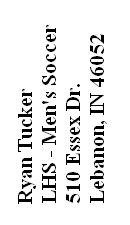 Ryan Tucker
LHS - Men's Soccer
510 Essex Dr.
Lebanon, IN 46052